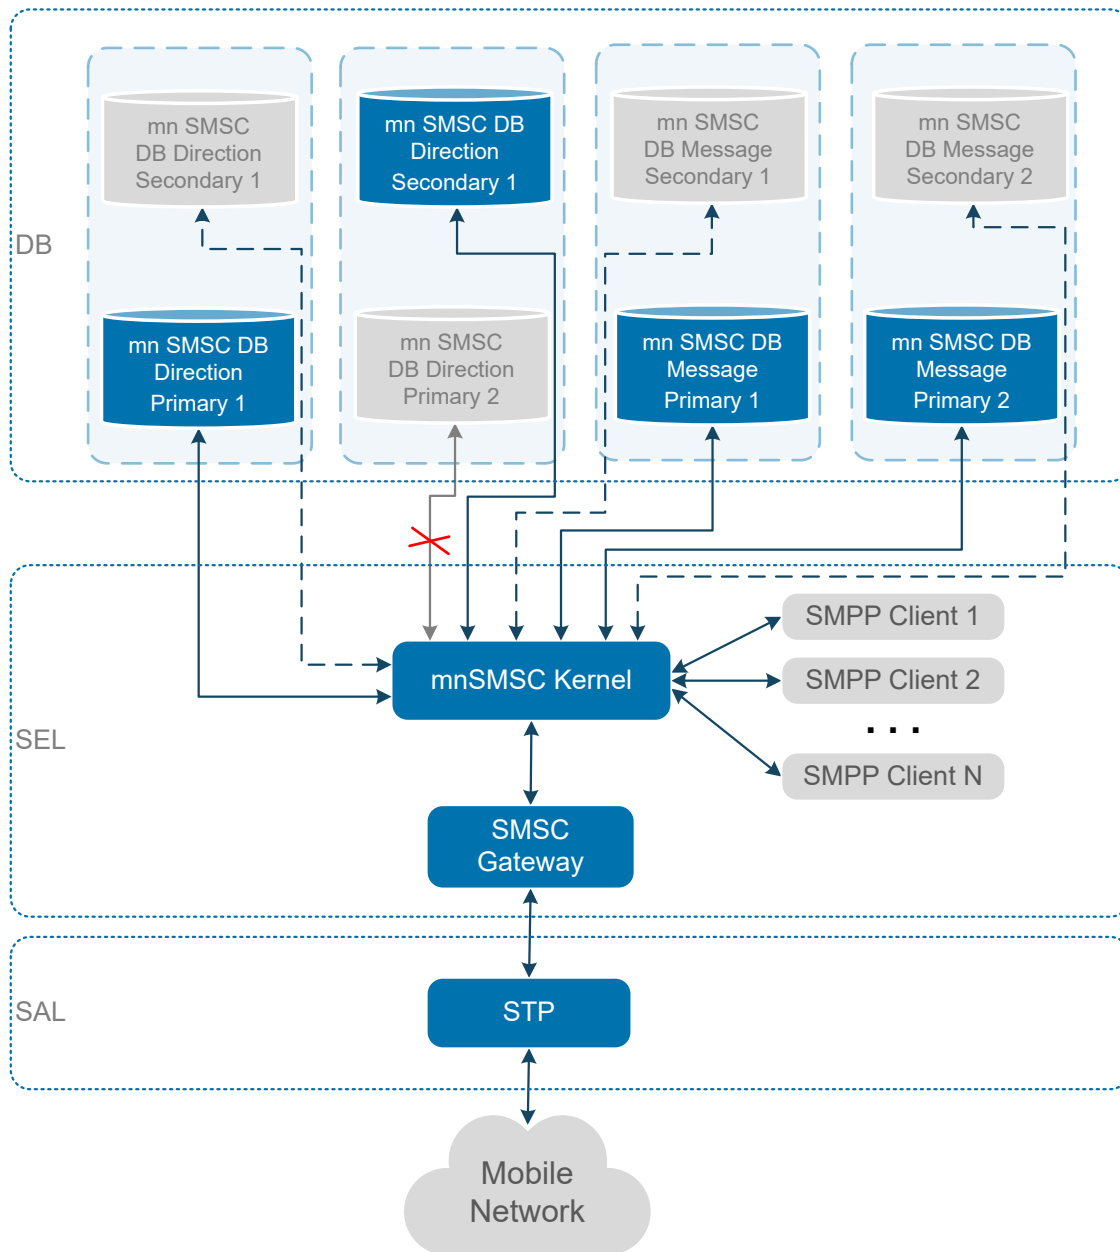 mn SMSC
DB Direction
Secondary 1
mn SMSC DB
Direction
Secondary 1
mn SMSC
DB Message
Secondary 1
mn SMSC
DB Message
Secondary 2
DB
mn SMSC DB
Direction
Primary 1
mn SMSC
DB Direction
Primary 2
mn SMSC DB
Message
Primary 1
mn SMSC DB
Message
Primary 2
SMPP Client 1
mnSMSC Kernel
SMPP Client 2
. . .
SEL
SMPP Client N
SMSC
Gateway
SAL
STP
Mobile
Network